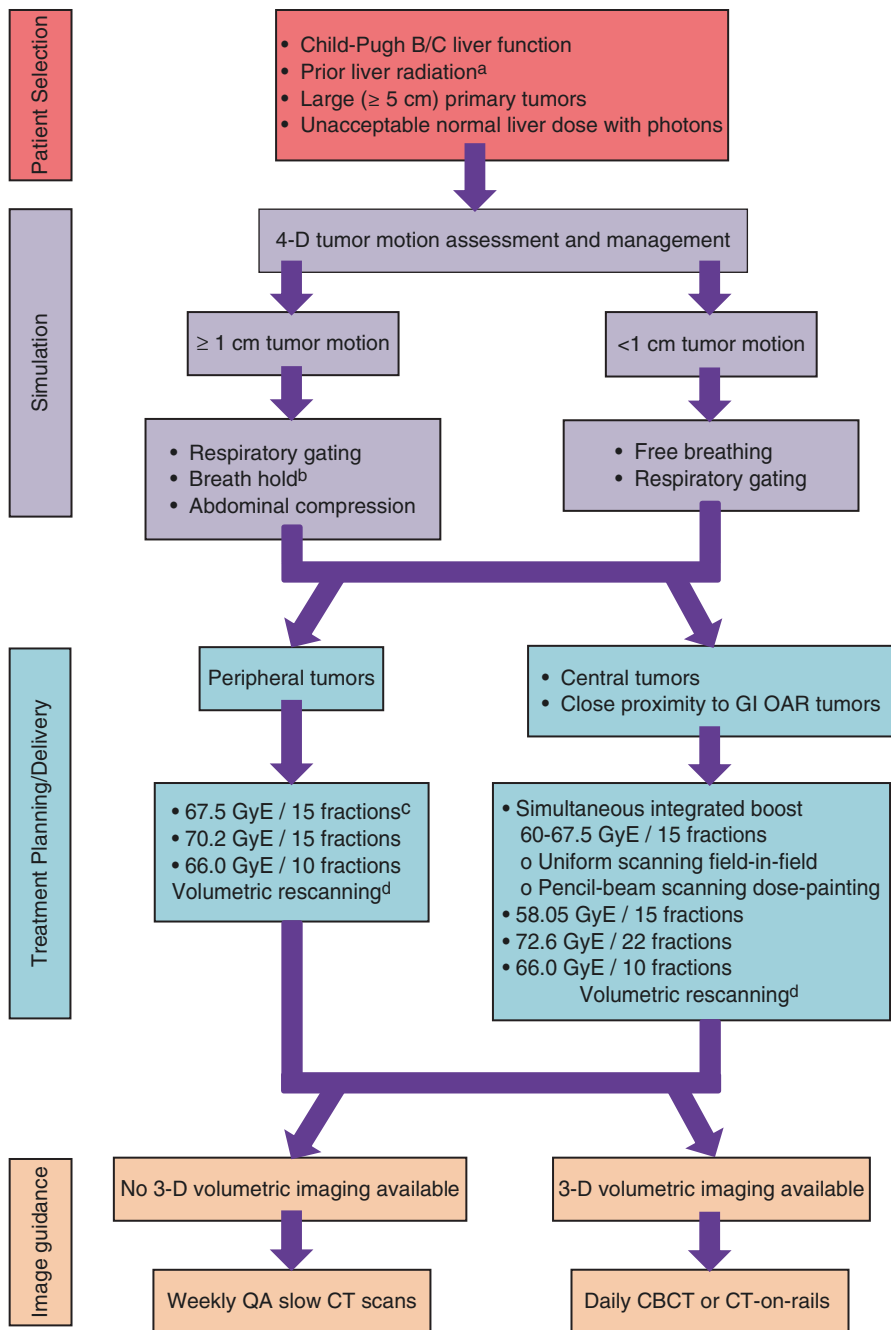 Patient Selection
• Child-Pugh B/C liver function
• Prior liver radiationᵃ
• Large (≥ 5 cm) primary tumors
• Unacceptable normal liver dose with photons
Simulation
4-D tumor motion assessment and management
≥ 1 cm tumor motion
<1 cm tumor motion
• Respiratory gating
• Breath holdᵇ
• Abdominal compression
• Free breathing
• Respiratory gating
Treatment Planning/Delivery
Peripheral tumors
• Central tumors
• Close proximity to GI OAR tumors
• 67.5 GyE / 15 fractionsᶜ
• 70.2 GyE / 15 fractions
• 66.0 GyE / 10 fractions
Volumetric rescanningᵈ
• Simultaneous integrated boost
60-67.5 GyE / 15 fractions
o Uniform scanning field-in-field
o Pencil-beam scanning dose-painting
• 58.05 GyE / 15 fractions
• 72.6 GyE / 22 fractions
• 66.0 GyE / 10 fractions
Volumetric rescanningᵈ
Image guidance
No 3-D volumetric imaging available
3-D volumetric imaging available
Weekly QA slow CT scans
Daily CBCT or CT-on-rails